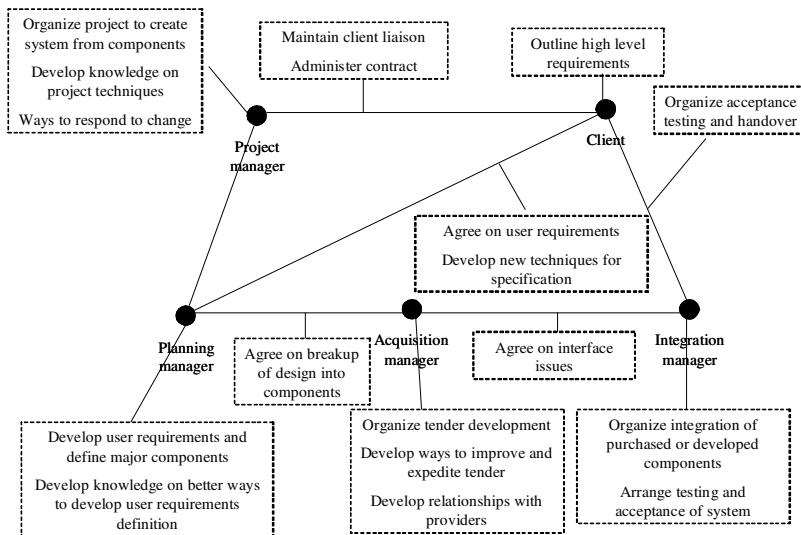 Organize project to create
system from components
Develop knowledge on
project techniques
Ways to respond to change
Maintain client liaison
Administer contract
Outline high level
requirements
Organize acceptance
testing and handover
Project
manager
Client
Agree on user requirements
Develop new techniques for
specification
Planning
manager
Agree on breakup
of design into
components
Acquisition
manager
Agree on interface
issues
Integration
manager
Develop user requirements and
define major components
Develop knowledge on better ways
to develop user requirements
definition
Organize tender development
Develop ways to improve and
expedite tender
Develop relationships with
providers
Organize integration of
purchased or developed
components
Arrange testing and
acceptance of system